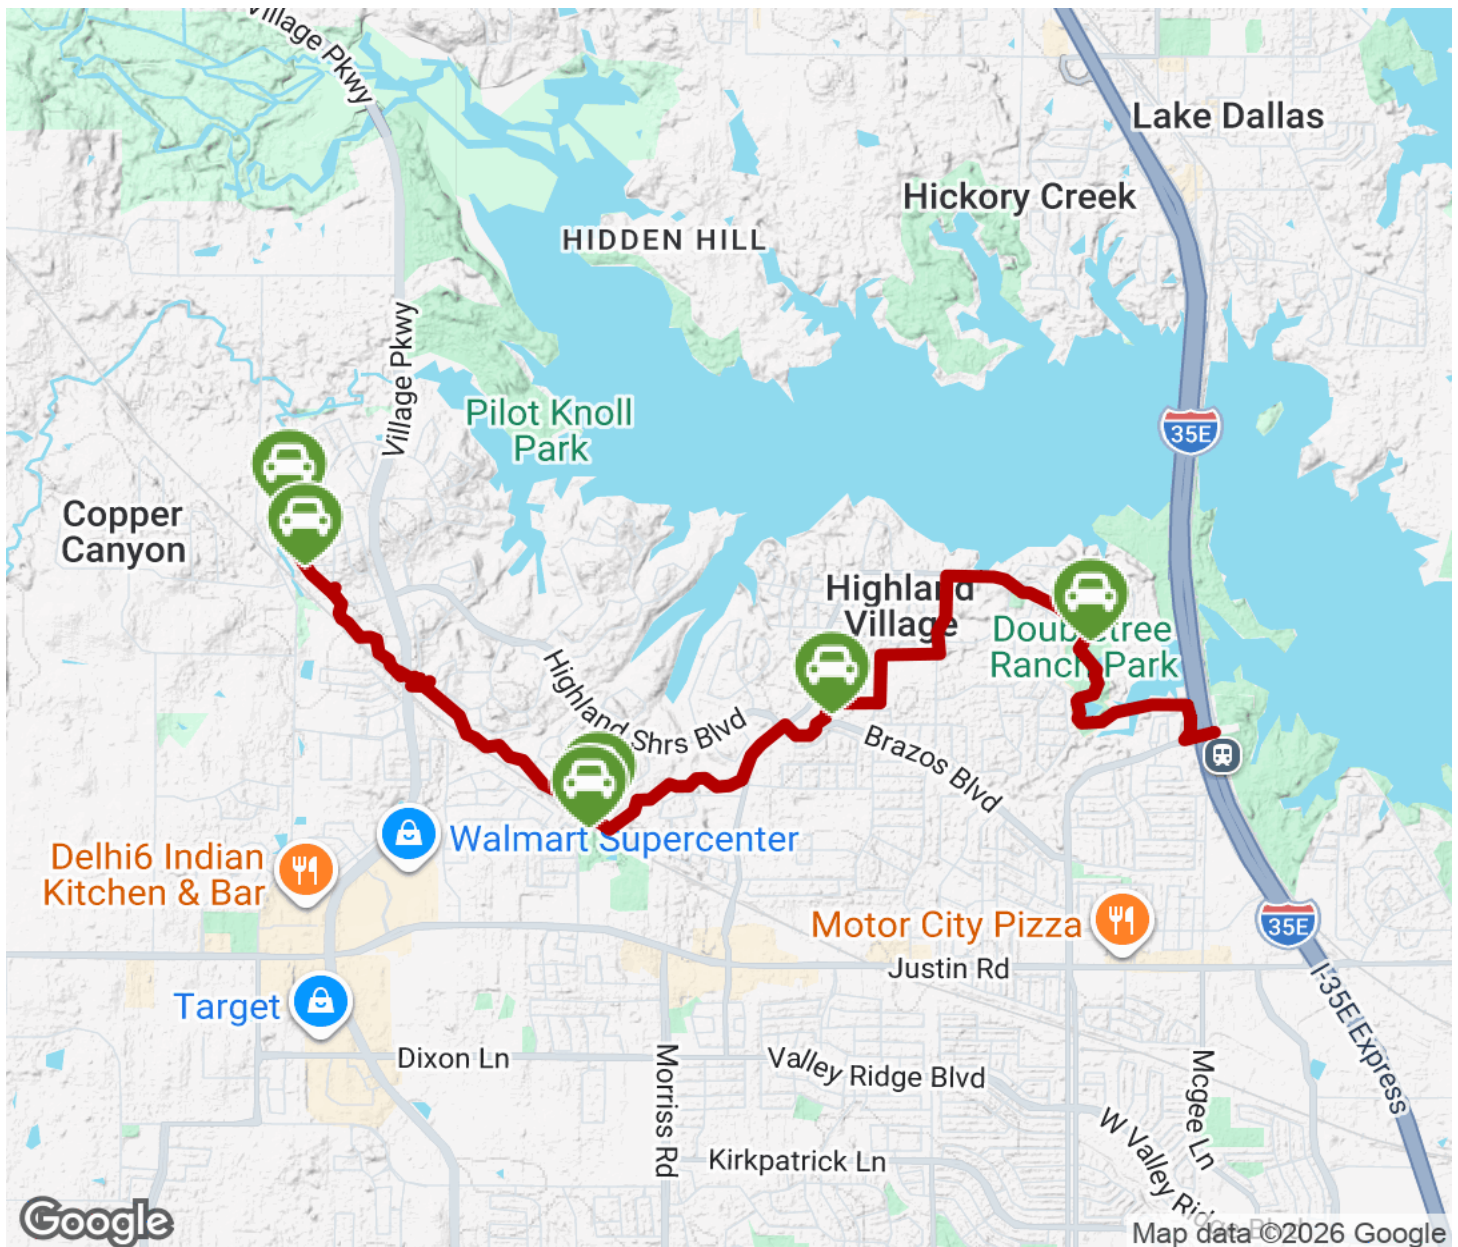 Village Pkwy
Lake Dallas
Hickory Creek
HIDDEN HILL
Village Pkwy
Pilot Knoll
Park
35E
Copper
Canyon
Highland
Village
Doubletree
Ranch Park
Highland Shrs Blvd
Brazos Blvd
Walmart Supercenter
Delhi6 Indian
Kitchen & Bar
Motor City Pizza
35E
Justin Rd
I-35E Express
Target
Dixon Ln
Morriss Rd
Valley Ridge Blvd
Mcgee Ln
W Valley Ridge Blvd
Kirkpatrick Ln
Google
Map data ©2026 Google